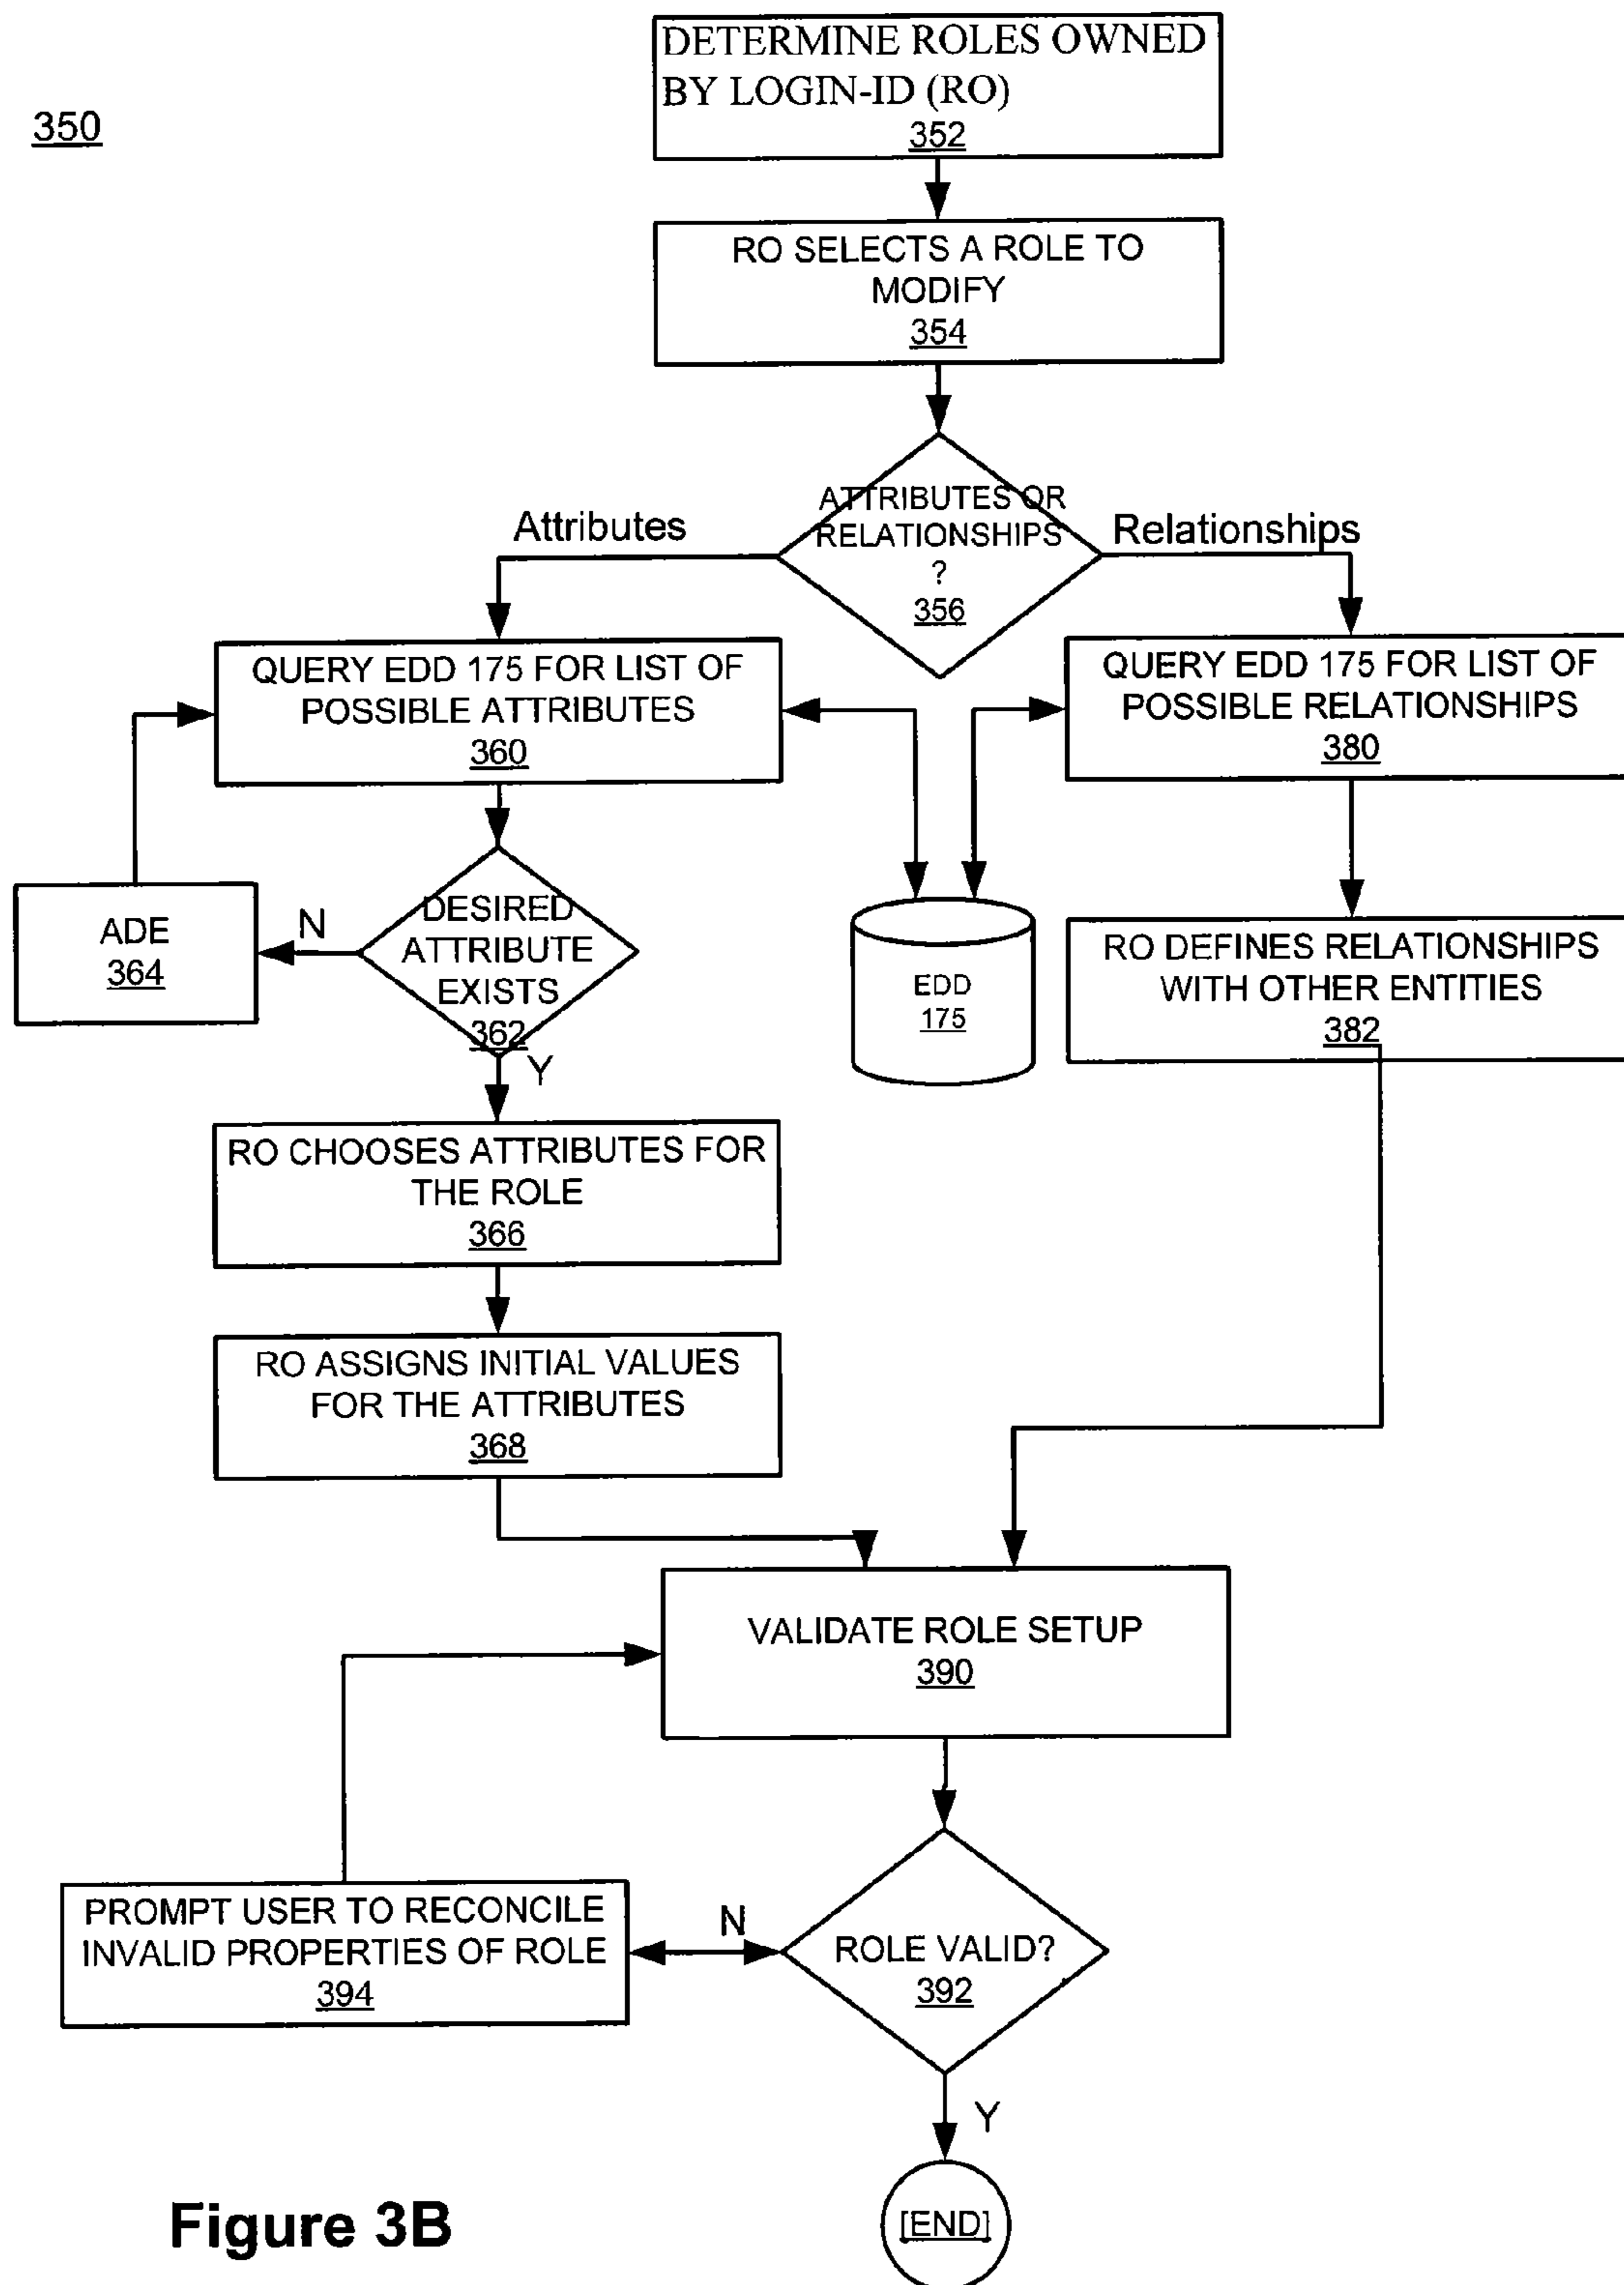 350
DETERMINE ROLES OWNED
BY LOGIN-ID (RO)
352
RO SELECTS A ROLE TO
MODIFY
354
ATTRIBUTES OR
RELATIONSHIPS
?
356
Attributes
Relationships
QUERY EDD 175 FOR LIST OF
POSSIBLE ATTRIBUTES
360
QUERY EDD 175 FOR LIST OF
POSSIBLE RELATIONSHIPS
380
ADE
364
N
DESIRED
ATTRIBUTE
EXISTS
362
Y
EDD
175
RO DEFINES RELATIONSHIPS
WITH OTHER ENTITIES
382
RO CHOOSES ATTRIBUTES FOR
THE ROLE
366
RO ASSIGNS INITIAL VALUES
FOR THE ATTRIBUTES
368
VALIDATE ROLE SETUP
390
PROMPT USER TO RECONCILE
INVALID PROPERTIES OF ROLE
394
N
ROLE VALID?
392
Y
[END]
Figure 3B